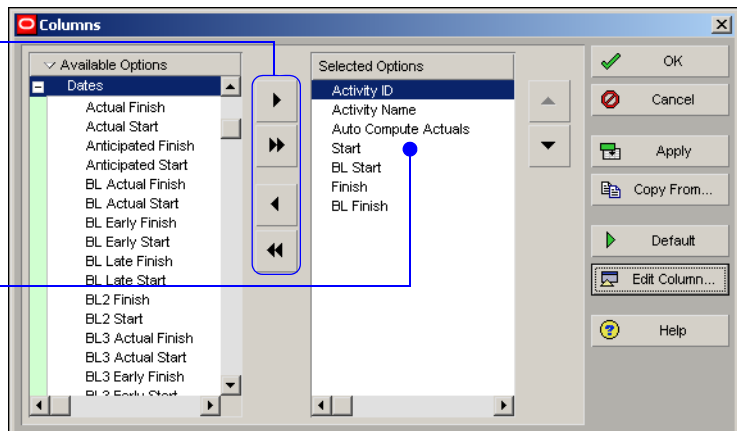 Columns
Available Options
Dates
Actual Finish
Actual Start
Anticipated Finish
Anticipated Start
BL Actual Finish
BL Actual Start
BL Early Finish
BL Early Start
BL Late Finish
BL Late Start
BL2 Finish
BL2 Start
BL3 Actual Finish
BL3 Actual Start
BL3 Early Finish
BL3 Early Start
Selected Options
Activity ID
Activity Name
Auto Compute Actuals
Start
BL Start
Finish
BL Finish
OK
Cancel
Apply
Copy From...
Default
Edit Column...
Help